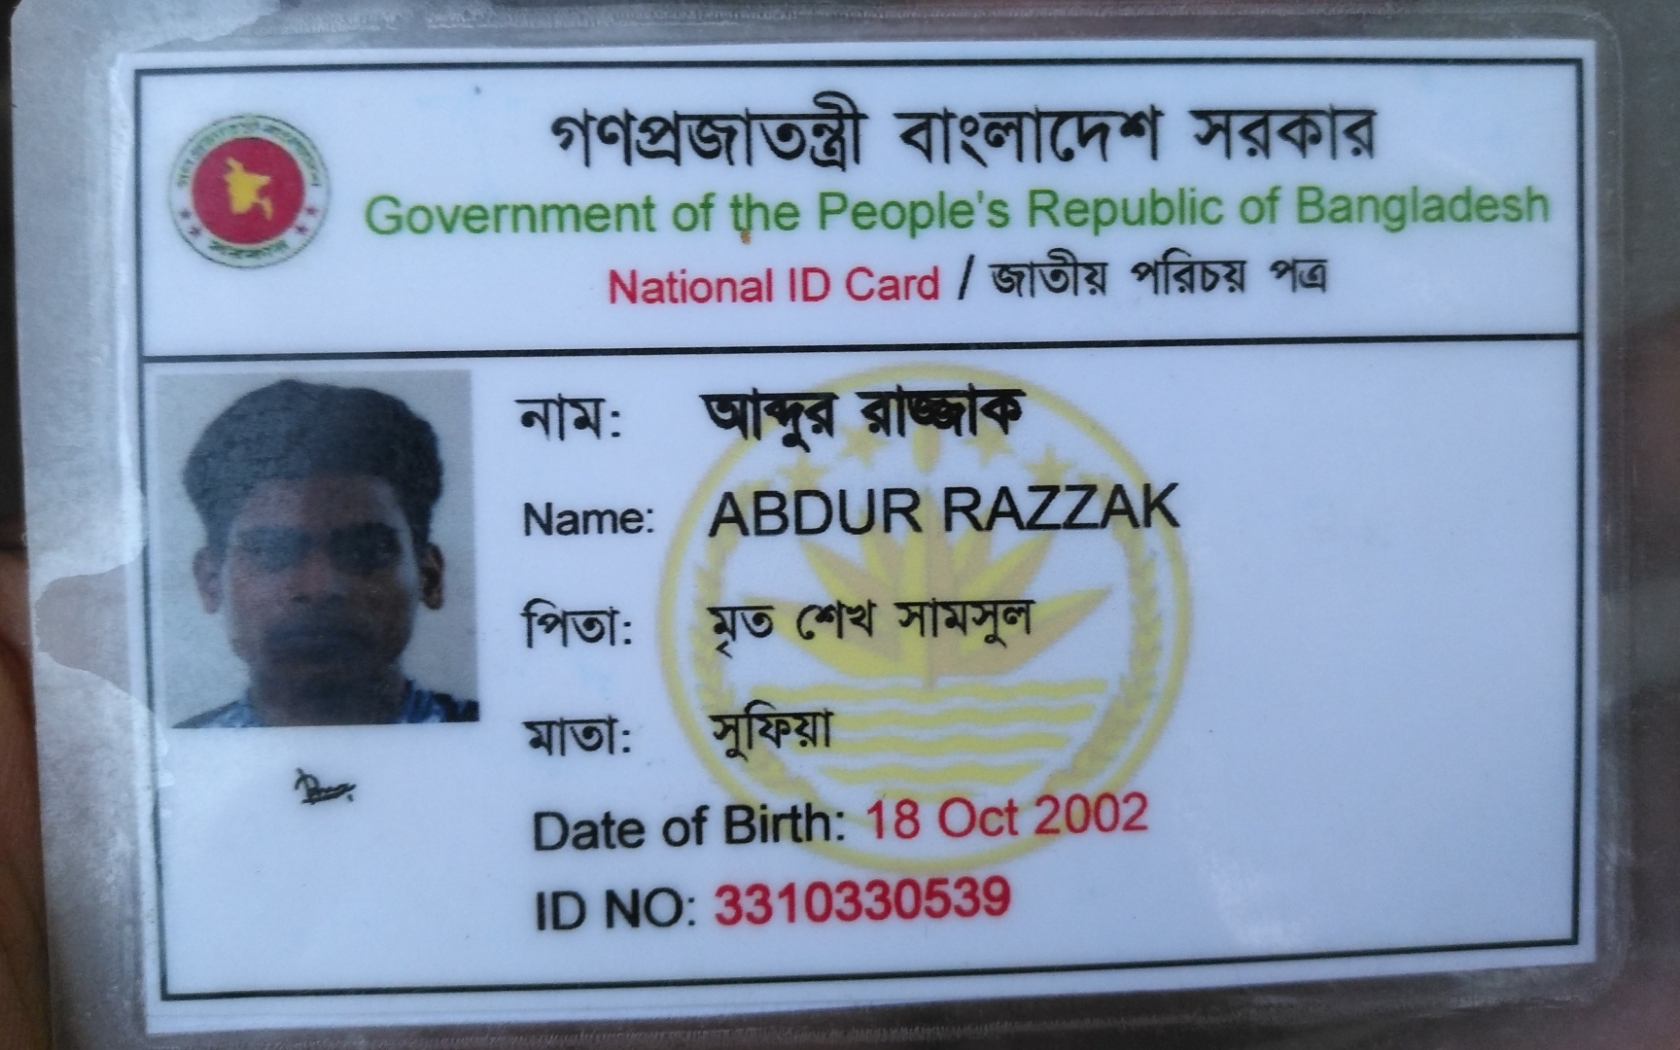 গণপ্রজাতন্ত্রী বাংলাদেশ সরকার
Government of the People's Republic of Bangladesh
National ID Card / জাতীয় পরিচয় পত্র
নাম: আব্দুর রাজ্জাক
Name: ABDUR RAZZAK
পিতা: মৃত শেখ সামসুল
মাতা: সুফিয়া
Date of Birth: 18 Oct 2002
ID NO: 3310330539